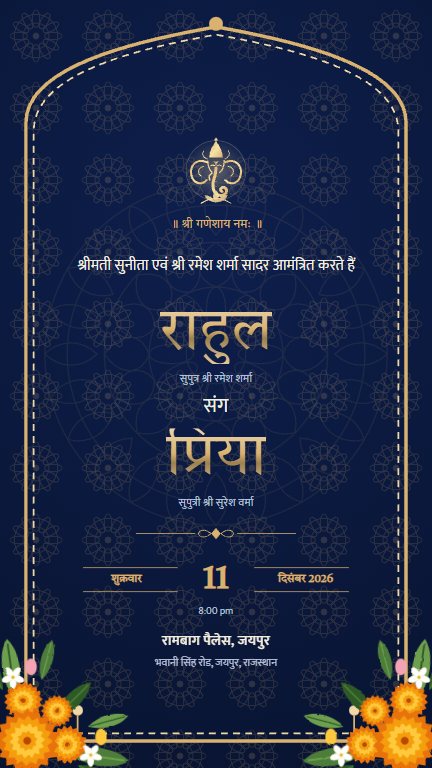 ॥ श्री गणेशाय नमः ॥
श्रीमती सुनीता एवं श्री रमेश शर्मा सादर आमंत्रित करते हैं
राहुल
सुपुत्र श्री रमेश शर्मा
संग
प्रिया
सुपुत्री श्री सुरेश वर्मा
शुक्रवार 11 दिसंबर 2026
8:00 pm
रामबाग पैलेस, जयपुर
भवानी सिंह रोड, जयपुर, राजस्थान